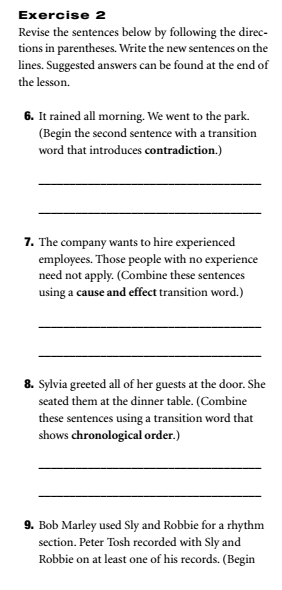 Exercise 2
Revise the sentences below by following the direc-
tions in parentheses. Write the new sentences on the
lines. Suggested answers can be found at the end of
the lesson.
6. It rained all morning. We went to the park.
(Begin the second sentence with a transition
word that introduces contradiction.)
7. The company wants to hire experienced
employees. Those people with no experience
need not apply. (Combine these sentences
using a cause and effect transition word.)
8. Sylvia greeted all of her guests at the door. She
seated them at the dinner table. (Combine
these sentences using a transition word that
shows chronological order.)
9. Bob Marley used Sly and Robbie for a rhythm
section. Peter Tosh recorded with Sly and
Robbie on at least one of his records. (Begin